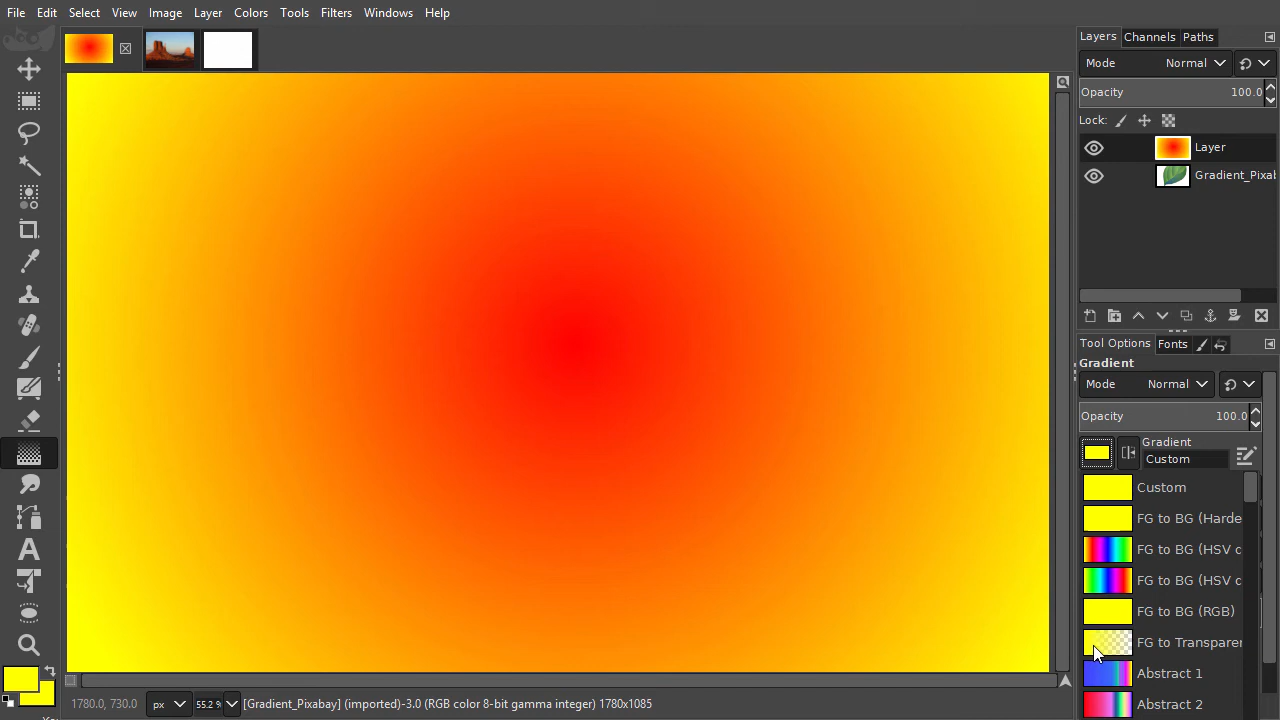 File Edit Select View Image Layer Colors Tools Filters Windows Help
Layers Channels Paths
Mode Normal
Opacity 100.0
Lock:
Layer
Gradient_Pixab
Tool Options Fonts
Gradient
Mode Normal
Opacity 100.0
Gradient
Custom
Custom
FG to BG (Harde
FG to BG (HSV c
FG to BG (HSV c
FG to BG (RGB)
FG to Transparen
Abstract 1
Abstract 2
1780.0, 730.0 px 55.2 % [Gradient_Pixabay] (imported)-3.0 (RGB color 8-bit gamma integer) 1780x1085